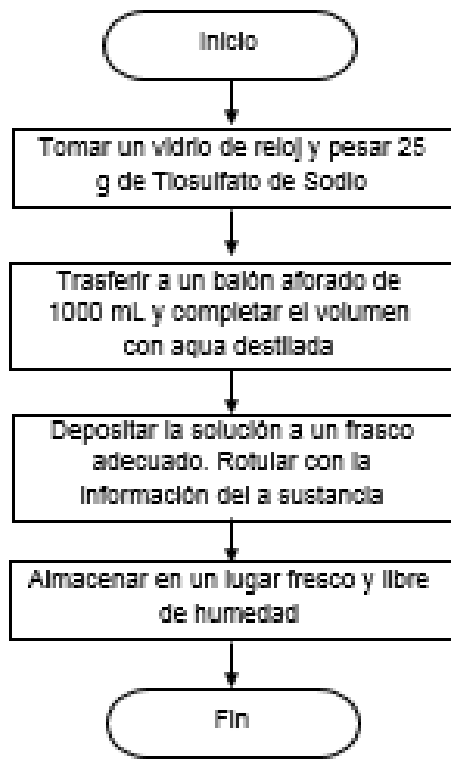 Inicio
Tomar un vidrio de reloj y pesar 25
g de Tiosulfato de Sodio
Trasferir a un balón aforado de
1000 mL y completar el volumen
con agua destilada
Depositar la solución a un frasco
adecuado. Rotular con la
información del a sustancia
Almacenar en un lugar fresco y libre
de humedad
Fin